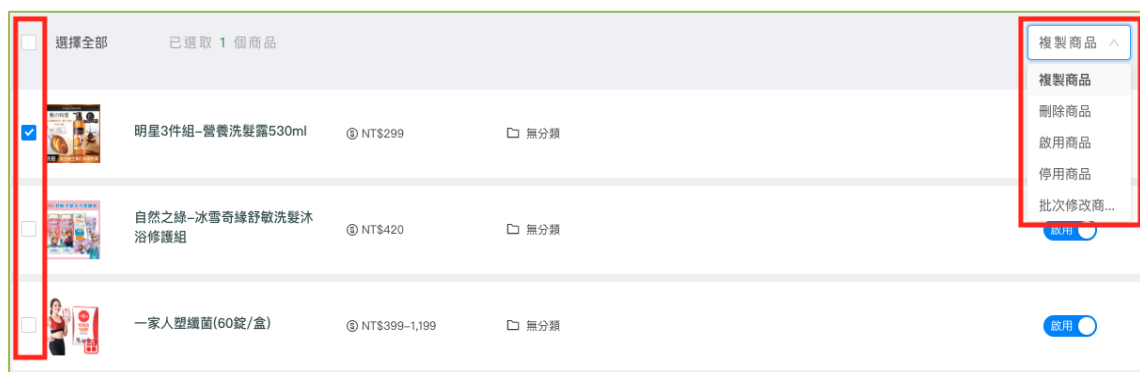 選擇全部
已選取 1 個商品
複製商品
複製商品
刪除商品
啟用商品
停用商品
批次修改商...
明星3件組-營養洗髮露530ml
NT$299
無分類
自然之綠-冰雪奇緣舒敏洗髮沐
浴修護組
NT$420
無分類
啟用
一家人塑纖菌(60錠/盒)
NT$399-1,199
無分類
啟用